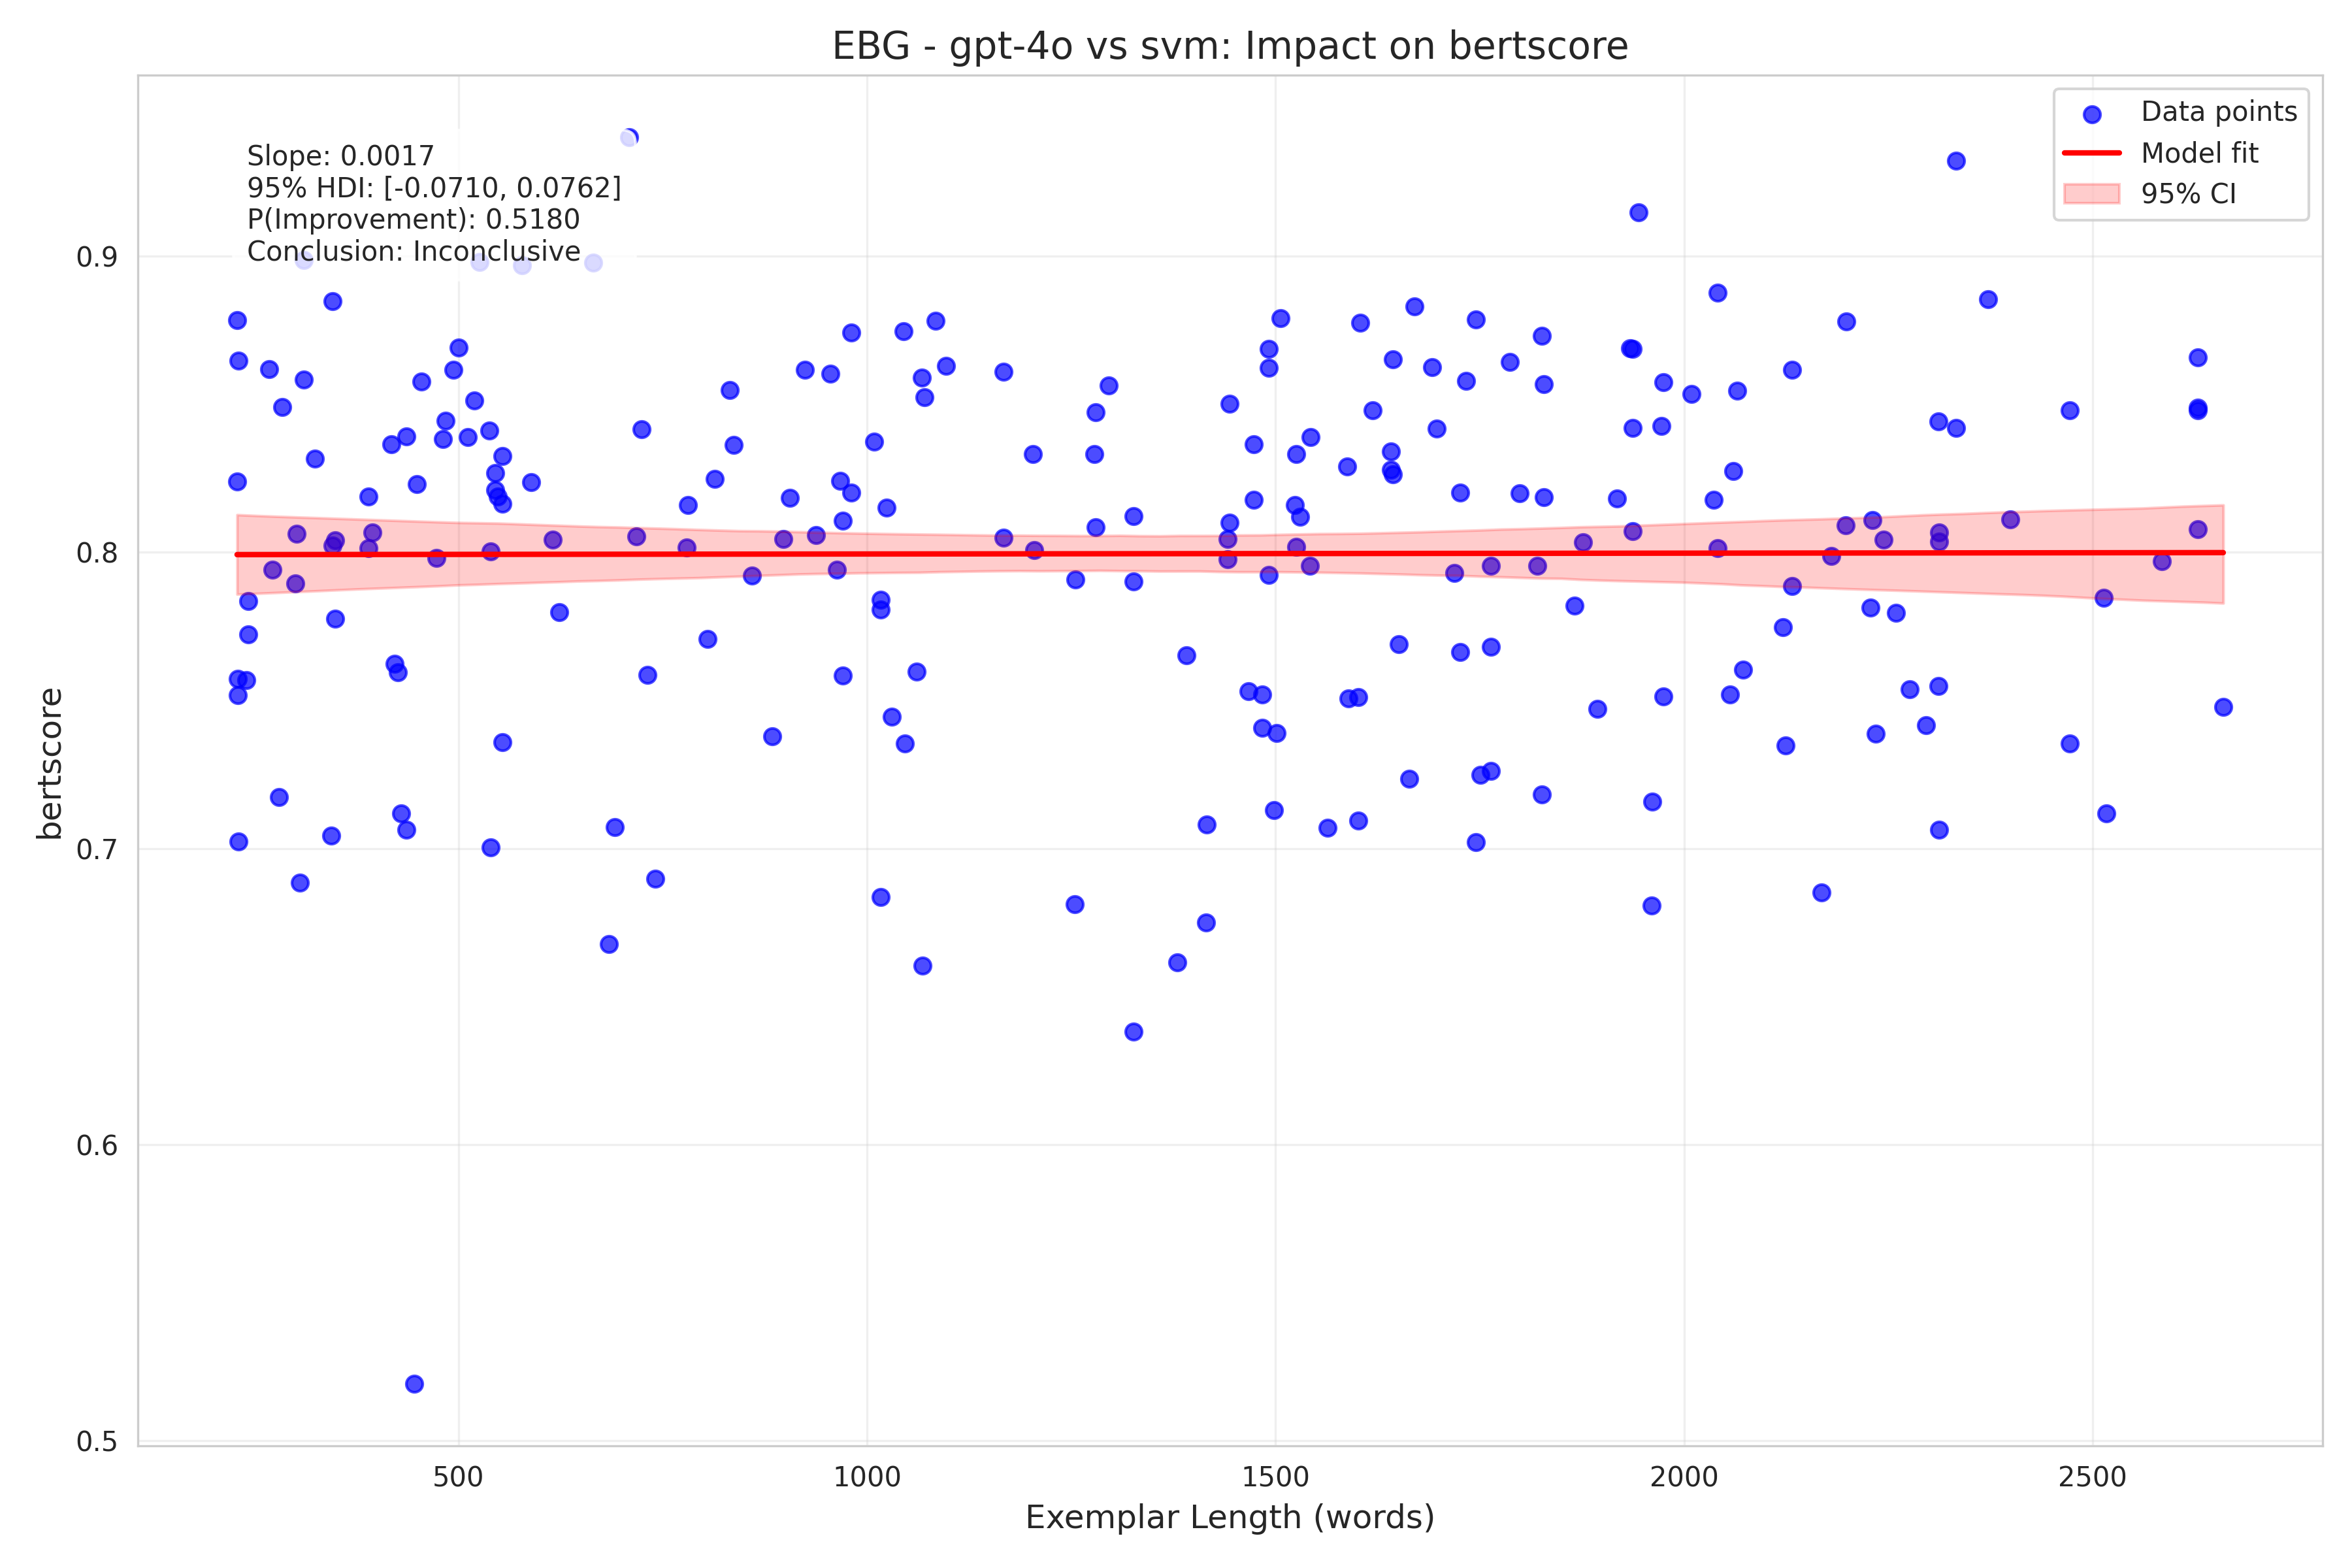 EBG - gpt-4o vs svm: Impact on bertscore
Slope: 0.0017
95% HDI: [-0.0710, 0.0762]
P(Improvement): 0.5180
Conclusion: Inconclusive
Data points
Model fit
95% CI
bertscore
0.9
0.8
0.7
0.6
0.5
500
1000
1500
2000
2500
Exemplar Length (words)